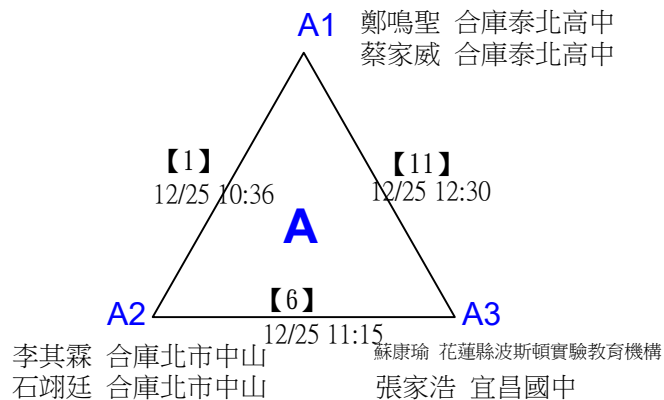 A1 鄭鳴聖 合庫泰北高中
蔡家威 合庫泰北高中
【1】
12/25 10:36
【11】
12/25 12:30
A
【6】
12/25 11:15
A2
A3
李其霖 合庫北市中山
石翊廷 合庫北市中山
蘇康瑜 花蓮縣波斯頓實驗教育機構
張家浩 宜昌國中